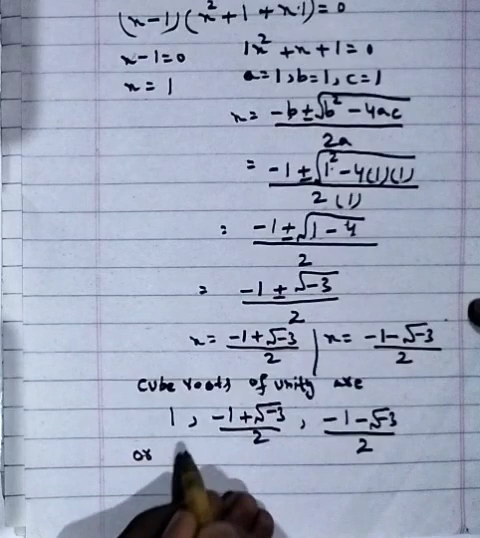 (x-1)(x²+1+x·1)=0
x-1=0    1x²+x+1=0
x=1    a=1, b=1, c=1
x = (-b±√(b²-4ac))/2a
= (-1±√(1²-4(1)(1)))/2(1)
= (-1±√(1-4))/2
= (-1±√-3)/2
x = (-1+√-3)/2 | x = (-1-√-3)/2
cube roots of unity are
1, (-1+√-3)/2, (-1-√-3)/2
or